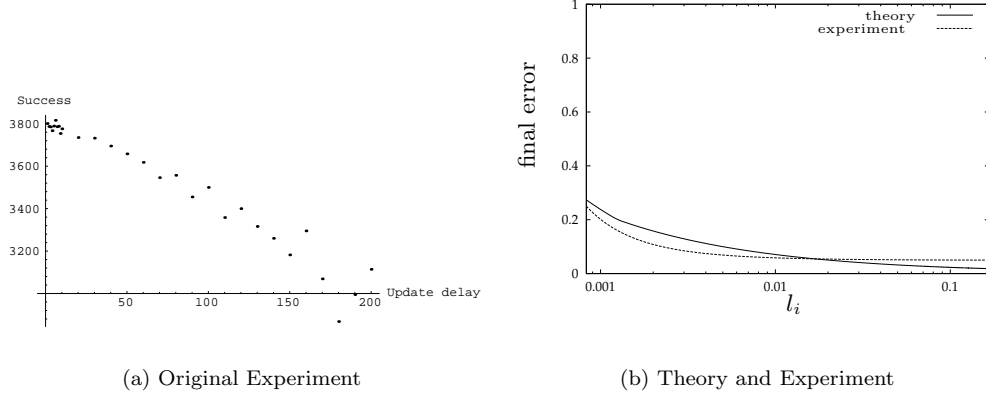 Success
3800
3600
3400
3200
50
100
150
200
Update delay
(a) Original Experiment
1
0.8
0.6
0.4
0.2
0
final error
theory
experiment
0.001
0.01
0.1
l_i
(b) Theory and Experiment